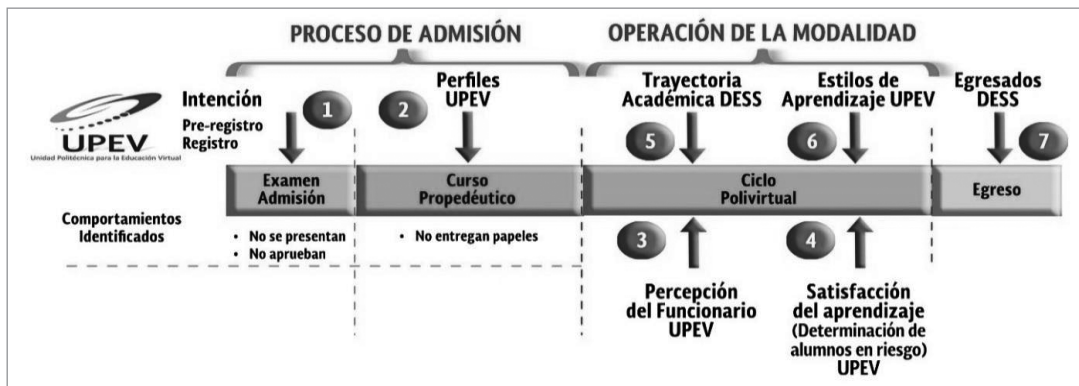 PROCESO DE ADMISIÓN
OPERACIÓN DE LA MODALIDAD
UPEV
Unidad Politécnica para la Educación Virtual
Intención
Pre-registro
Registro
1
2
Perfiles
UPEV
Trayectoria
Académica DESS
5
Estilos de
Aprendizaje UPEV
6
Egresados
DESS
7
Examen
Admisión
Curso
Propedéutico
Ciclo
Polivirtual
Egreso
Comportamientos
Identificados
• No se presentan
• No aprueban
• No entregan papeles
3
Percepción
del Funcionario
UPEV
4
Satisfacción
del aprendizaje
(Determinación de
alumnos en riesgo)
UPEV